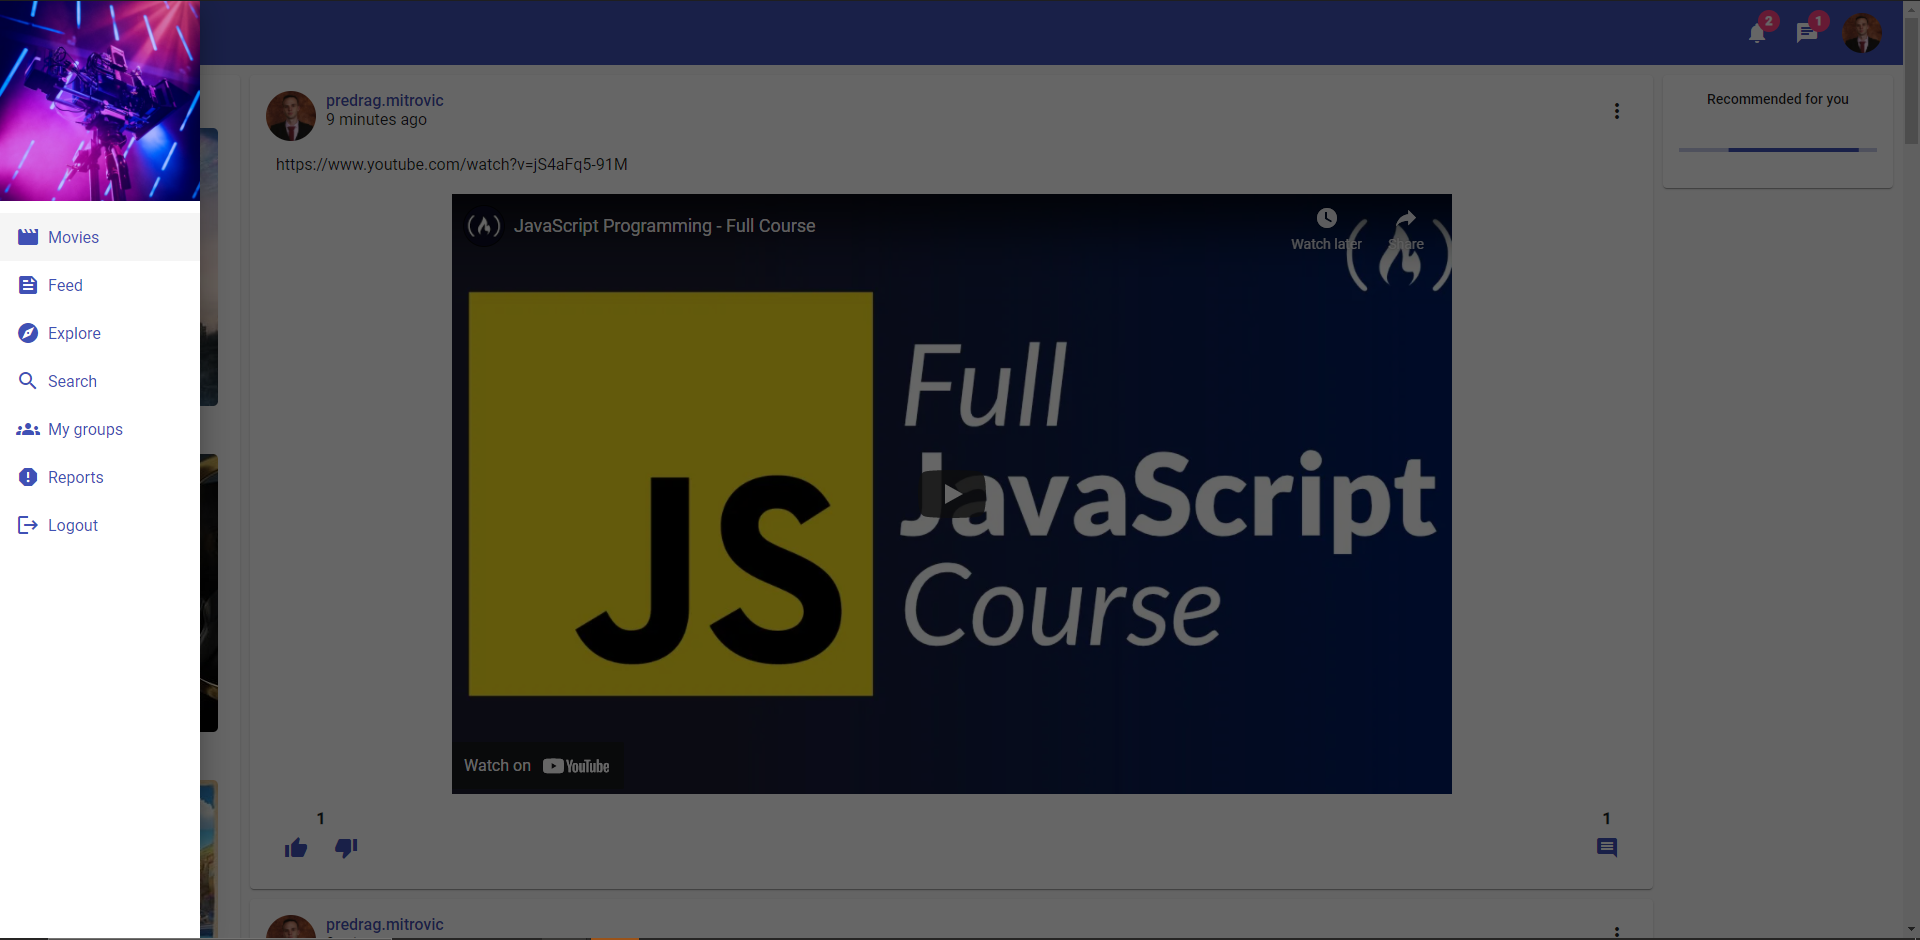 2
1
Movies
Feed
Explore
Search
My groups
Reports
Logout
predrag.mitrovic
9 minutes ago
https://www.youtube.com/watch?v=jS4aFq5-91M
JavaScript Programming - Full Course
Watch later
Share
JS
Full
JavaScript
Course
Watch on YouTube
1
1
predrag.mitrovic
Recommended for you